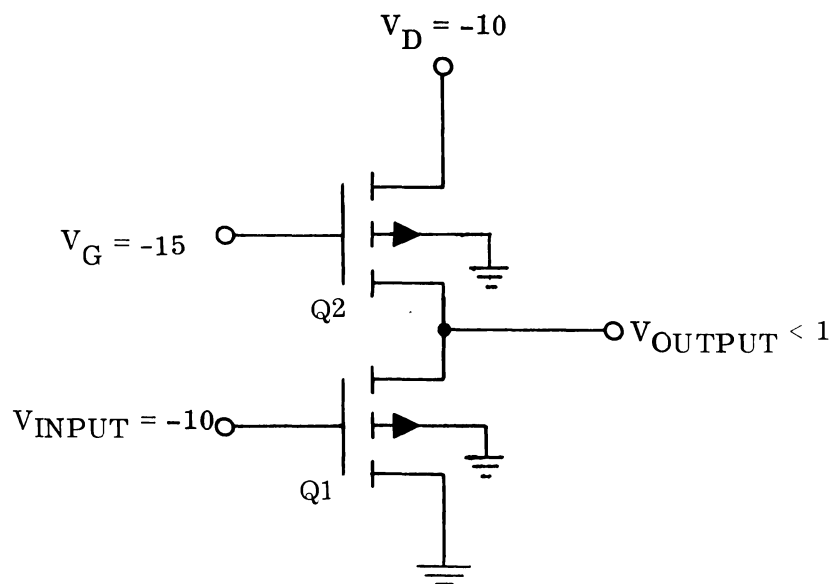 V_D = -10
V_G = -15
Q2
V_OUTPUT < 1
V_INPUT = -10
Q1